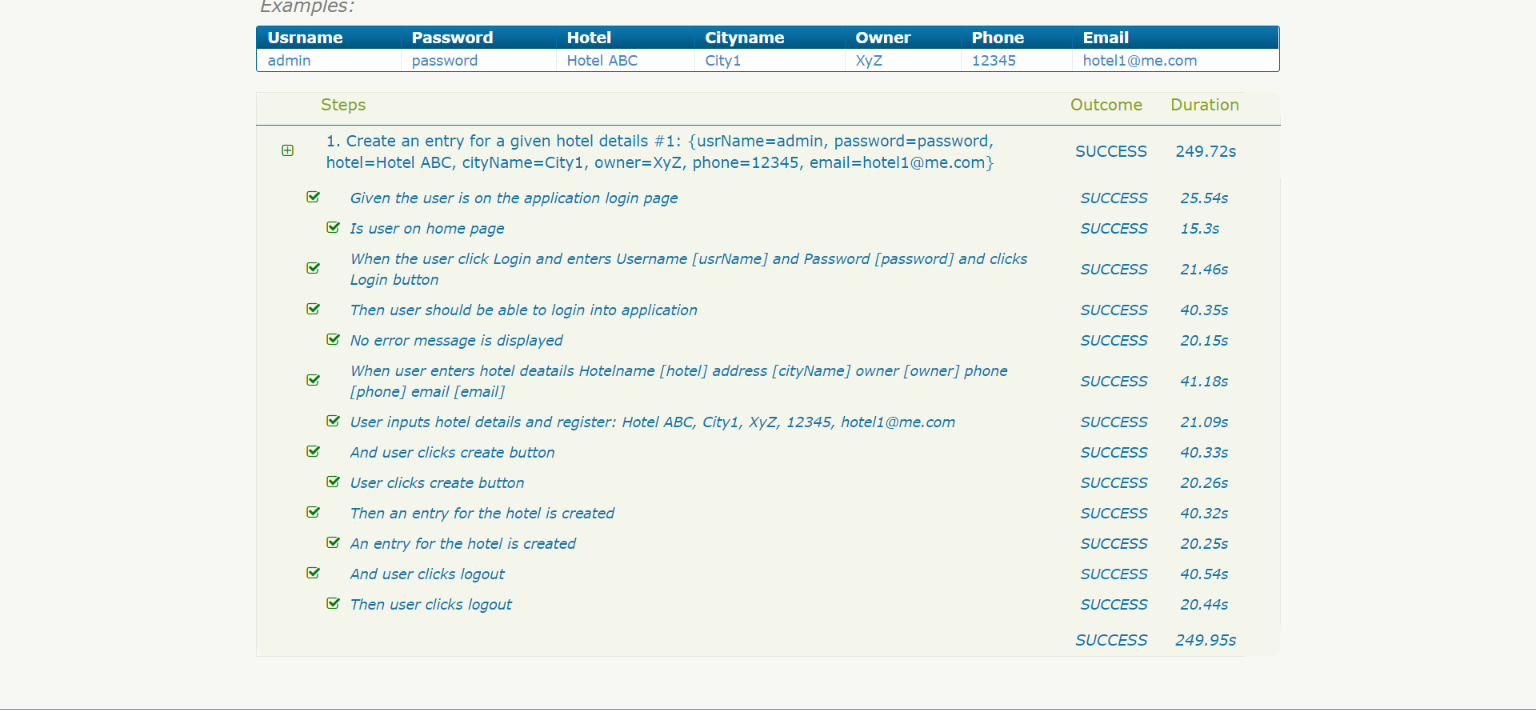 Examples:
Usrname Password Hotel Cityname Owner Phone Email
admin password Hotel ABC City1 XyZ 12345 hotel1@me.com
Steps Outcome Duration
1. Create an entry for a given hotel details #1: {usrName=admin, password=password,
hotel=Hotel ABC, cityName=City1, owner=XyZ, phone=12345, email=hotel1@me.com} SUCCESS 249.72s
Given the user is on the application login page SUCCESS 25.54s
Is user on home page SUCCESS 15.3s
When the user click Login and enters Username [usrName] and Password [password] and clicks
Login button SUCCESS 21.46s
Then user should be able to login into application SUCCESS 40.35s
No error message is displayed SUCCESS 20.15s
When user enters hotel deatails Hotelname [hotel] address [cityName] owner [owner] phone
[phone] email [email] SUCCESS 41.18s
User inputs hotel details and register: Hotel ABC, City1, XyZ, 12345, hotel1@me.com SUCCESS 21.09s
And user clicks create button SUCCESS 40.33s
User clicks create button SUCCESS 20.26s
Then an entry for the hotel is created SUCCESS 40.32s
An entry for the hotel is created SUCCESS 20.25s
And user clicks logout SUCCESS 40.54s
Then user clicks logout SUCCESS 20.44s
SUCCESS 249.95s